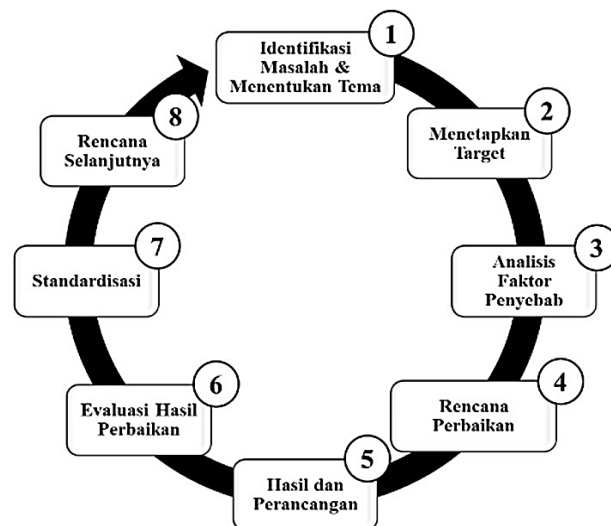 1
Identifikasi
Masalah &
Menentukan Tema
2
Menetapkan
Target
3
Analisis
Faktor
Penyebab
4
Rencana
Perbaikan
5
Hasil dan
Perancangan
6
Evaluasi Hasil
Perbaikan
7
Standardisasi
8
Rencana
Selanjutnya